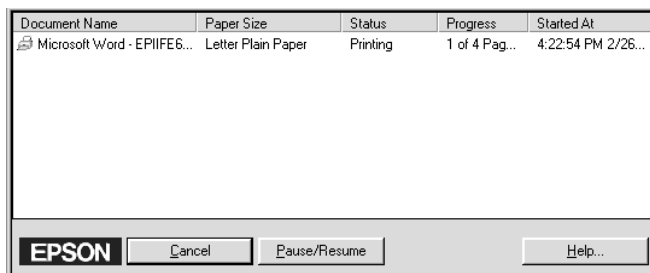 Document Name Paper Size Status Progress Started At
Microsoft Word - EPIIFE6... Letter Plain Paper Printing 1 of 4 Pag... 4:22:54 PM 2/26...
EPSON Cancel Pause/Resume Help...